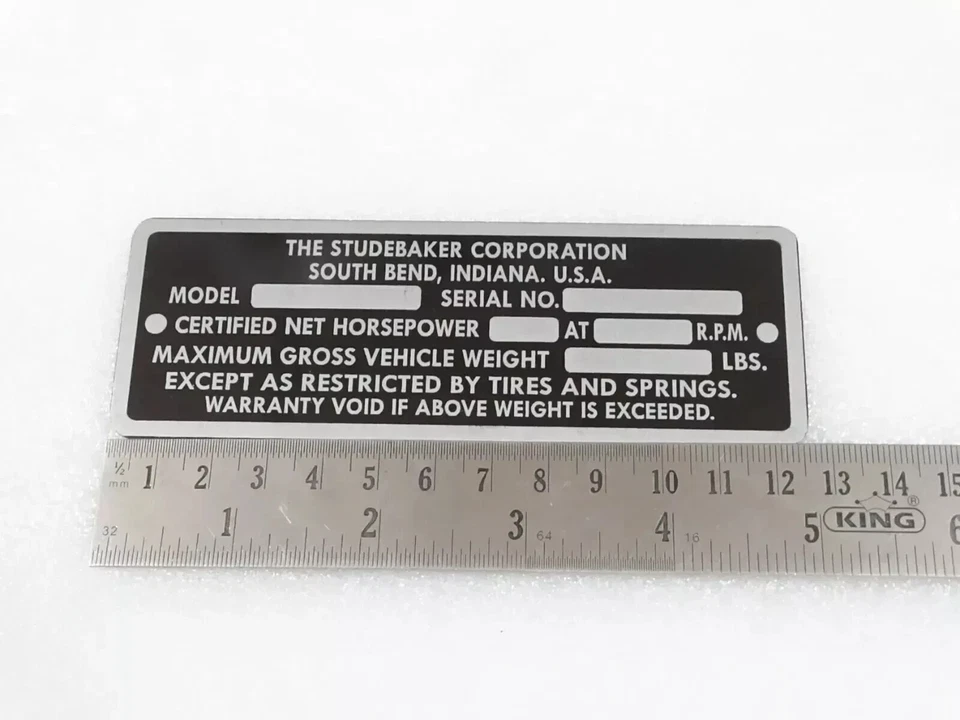 THE STUDEBAKER CORPORATION
SOUTH BEND, INDIANA. U.S.A.
MODEL SERIAL NO.
CERTIFIED NET HORSEPOWER AT R.P.M.
MAXIMUM GROSS VEHICLE WEIGHT LBS.
EXCEPT AS RESTRICTED BY TIRES AND SPRINGS.
WARRANTY VOID IF ABOVE WEIGHT IS EXCEEDED.
½ mm 1 2 3 4 5 6 7 8 9 10 11 12 13 14 15
32 1 2 3 64 4 16 5 KING ® 6